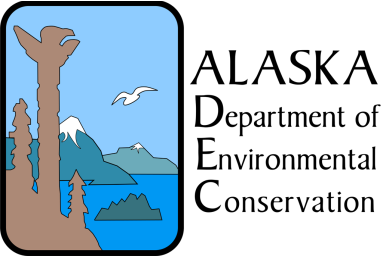 ALASKA
Department of
Environmental
Conservation